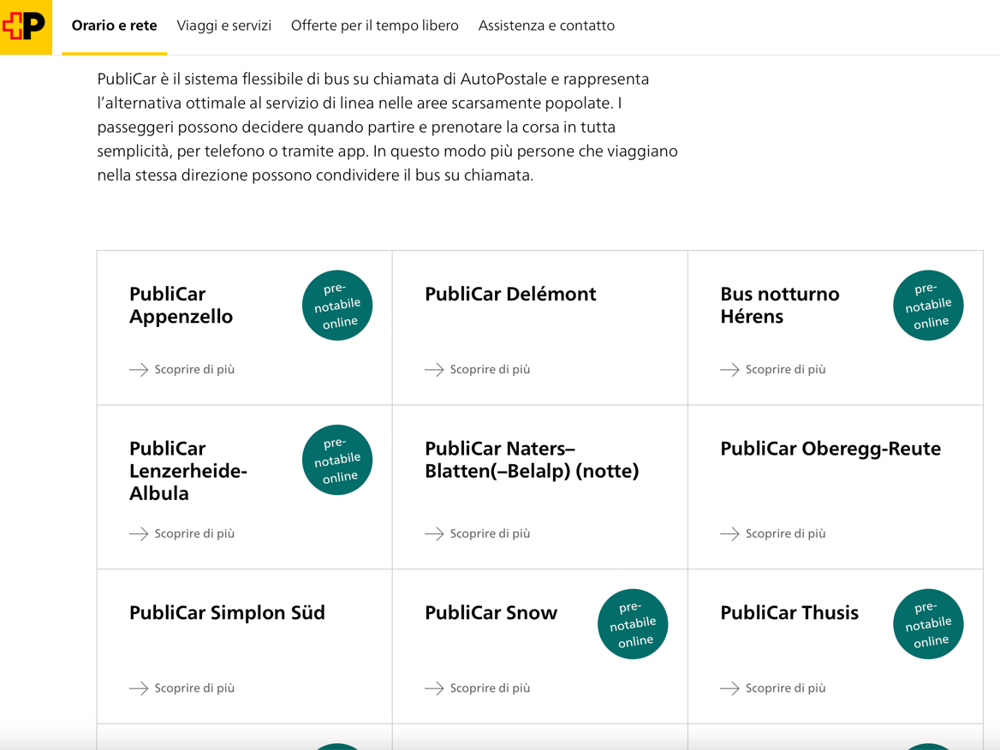 P
Orario e rete
Viaggi e servizi
Offerte per il tempo libero
Assistenza e contatto
PubliCar è il sistema flessibile di bus su chiamata di AutoPostale e rappresenta
l’alternativa ottimale al servizio di linea nelle aree scarsamente popolate. I
passeggeri possono decidere quando partire e prenotare la corsa in tutta
semplicità, per telefono o tramite app. In questo modo più persone che viaggiano
nella stessa direzione possono condividere il bus su chiamata.
PubliCar
Appenzello
pre-
notabile
online
Scoprire di più
PubliCar Delémont
Scoprire di più
Bus notturno
Hérens
pre-
notabile
online
Scoprire di più
PubliCar
Lenzerheide-
Albula
pre-
notabile
online
Scoprire di più
PubliCar Naters–
Blatten(–Belalp) (notte)
Scoprire di più
PubliCar Oberegg-Reute
Scoprire di più
PubliCar Simplon Süd
Scoprire di più
PubliCar Snow
pre-
notabile
online
Scoprire di più
PubliCar Thusis
pre-
notabile
online
Scoprire di più